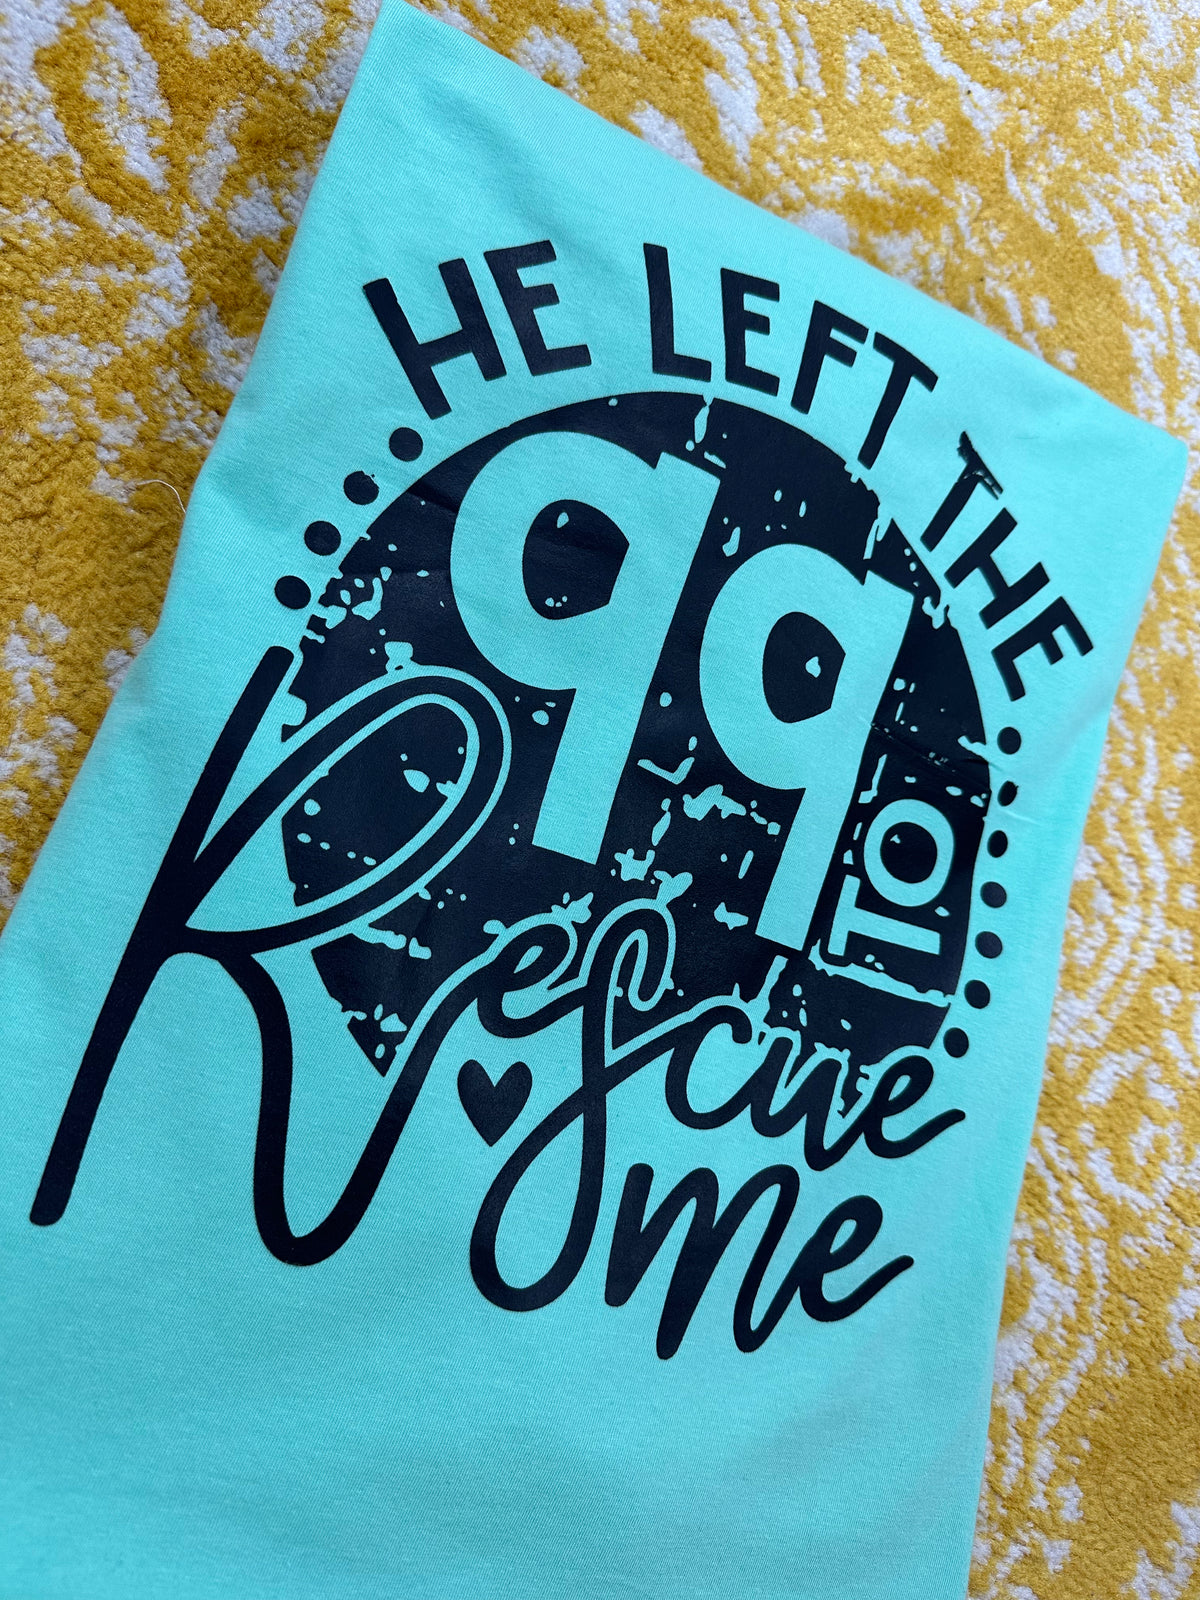 HE LEFT THE
99
TO
Rescue
me